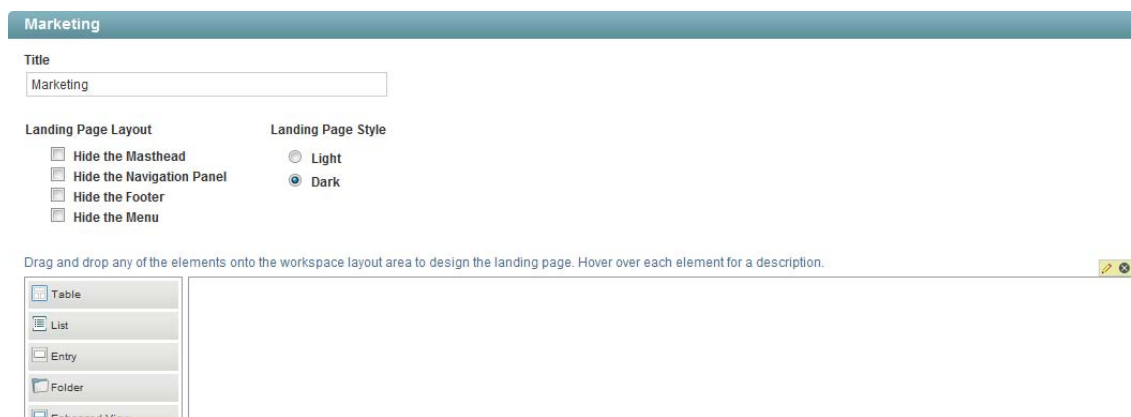 Marketing
Title
Marketing
Landing Page Layout
Landing Page Style
Hide the Masthead
Light
Hide the Navigation Panel
Dark
Hide the Footer
Hide the Menu
Drag and drop any of the elements onto the workspace layout area to design the landing page. Hover over each element for a description.
Table
List
Entry
Folder
Enhanced View